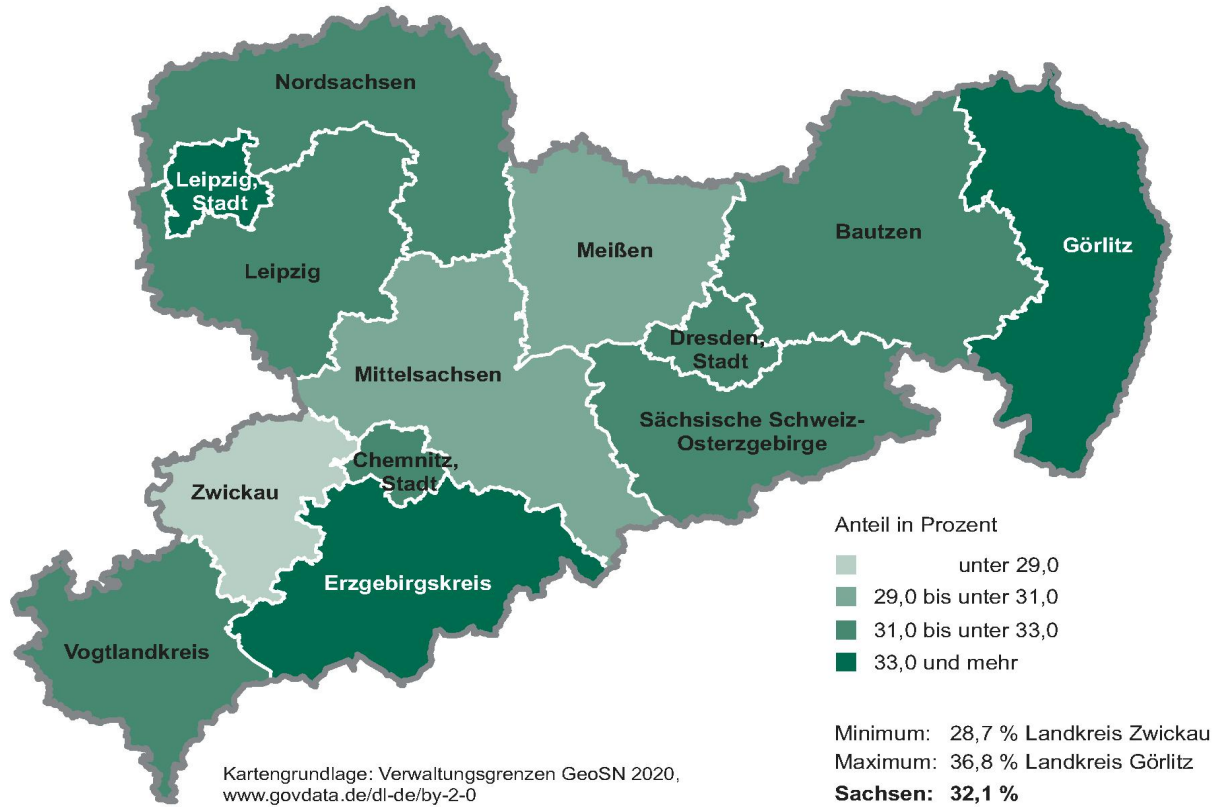 Nordsachsen
Leipzig,
Stadt
Leipzig
Meißen
Bautzen
Görlitz
Dresden,
Stadt
Mittelsachsen
Sächsische Schweiz-
Osterzgebirge
Chemnitz,
Stadt
Zwickau
Erzgebirgskreis
Vogtlandkreis
Anteil in Prozent
unter 29,0
29,0 bis unter 31,0
31,0 bis unter 33,0
33,0 und mehr
Minimum: 28,7 % Landkreis Zwickau
Maximum: 36,8 % Landkreis Görlitz
Sachsen: 32,1 %
Kartengrundlage: Verwaltungsgrenzen GeoSN 2020,
www.govdata.de/dl-de/by-2-0